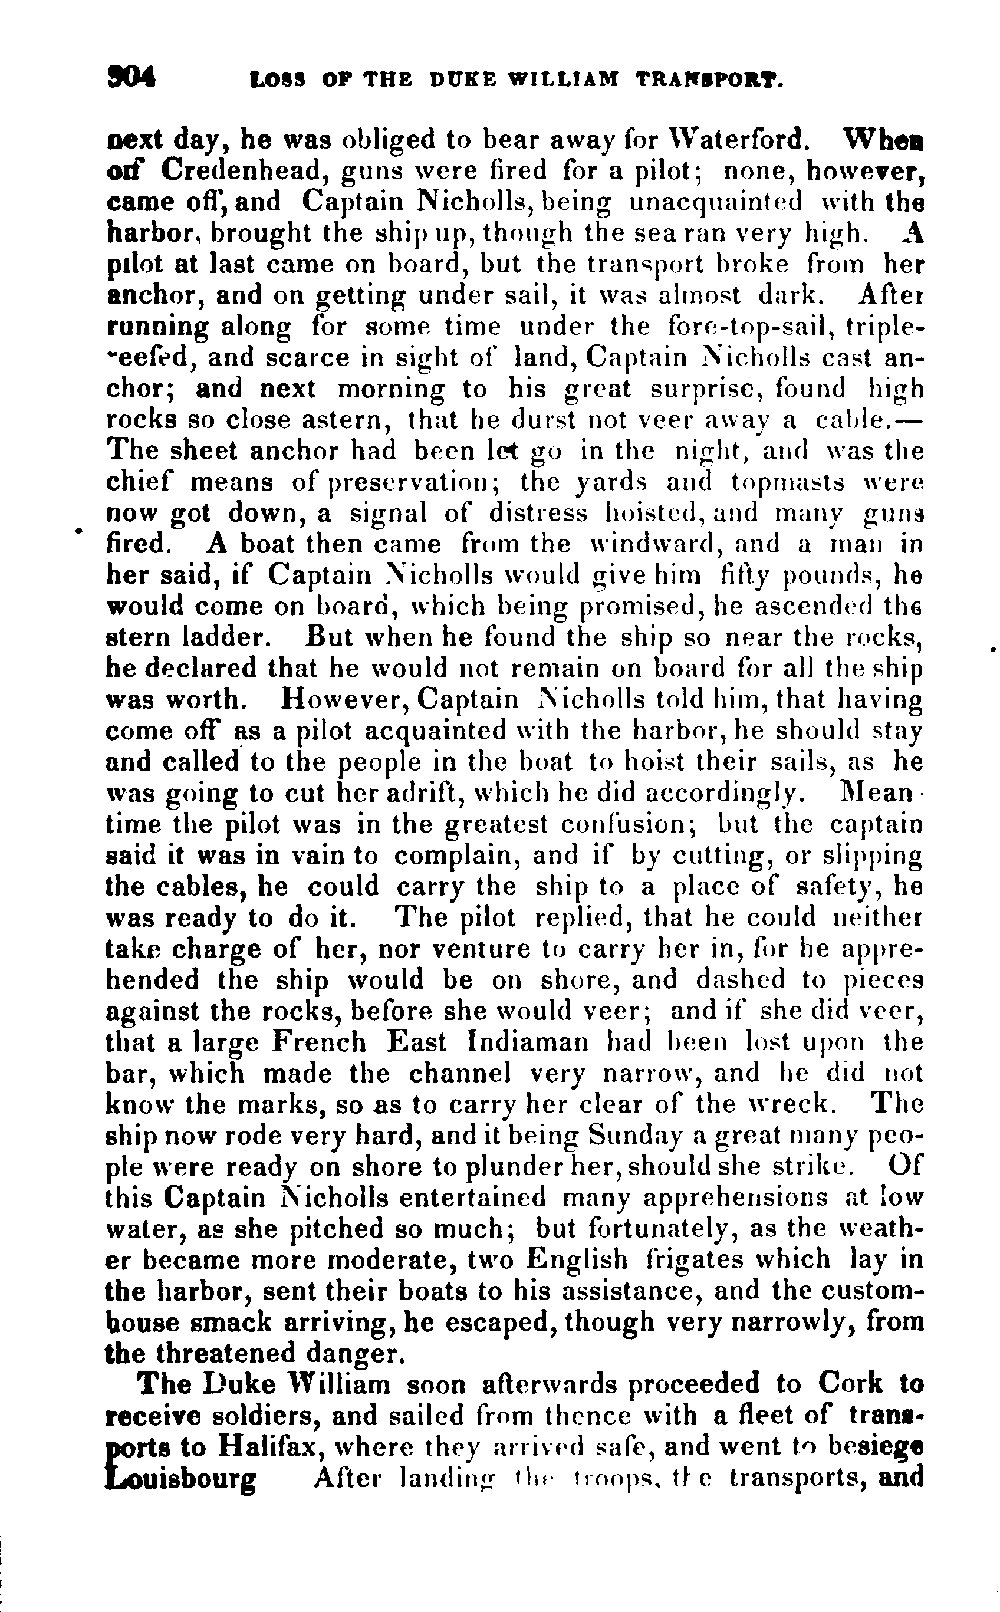 304 LOSS OF THE DUKE WILLIAM TRANSPORT.
next day, he was obliged to bear away for Waterford. When
off Credenhead, guns were fired for a pilot; none, however,
came off, and Captain Nicholls, being unacquainted with the
harbor, brought the ship up, though the sea ran very high. A
pilot at last came on board, but the transport broke from her
anchor, and on getting under sail, it was almost dark. After
running along for some time under the fore-top-sail, triple-
reefed, and scarce in sight of land, Captain Nicholls cast an-
chor; and next morning to his great surprise, found high
rocks so close astern, that he durst not veer away a cable.—
The sheet anchor had been let go in the night, and was the
chief means of preservation; the yards and topmasts were
now got down, a signal of distress hoisted, and many guns
fired. A boat then came from the windward, and a man in
her said, if Captain Nicholls would give him fifty pounds, he
would come on board, which being promised, he ascended the
stern ladder. But when he found the ship so near the rocks,
he declared that he would not remain on board for all the ship
was worth. However, Captain Nicholls told him, that having
come off as a pilot acquainted with the harbor, he should stay
and called to the people in the boat to hoist their sails, as he
was going to cut her adrift, which he did accordingly. Mean-
time the pilot was in the greatest confusion; but the captain
said it was in vain to complain, and if by cutting, or slipping
the cables, he could carry the ship to a place of safety, he
was ready to do it. The pilot replied, that he could neither
take charge of her, nor venture to carry her in, for he appre-
hended the ship would be on shore, and dashed to pieces
against the rocks, before she would veer; and if she did veer,
that a large French East Indiaman had been lost upon the
bar, which made the channel very narrow, and he did not
know the marks, so as to carry her clear of the wreck. The
ship now rode very hard, and it being Sunday a great many peo-
ple were ready on shore to plunder her, should she strike. Of
this Captain Nicholls entertained many apprehensions at low
water, as she pitched so much; but fortunately, as the weath-
er became more moderate, two English frigates which lay in
the harbor, sent their boats to his assistance, and the custom-
house smack arriving, he escaped, though very narrowly, from
the threatened danger.
The Duke William soon afterwards proceeded to Cork to
receive soldiers, and sailed from thence with a fleet of trans-
ports to Halifax, where they arrived safe, and went to besiege
Louisbourg After landing the troops, the transports, and